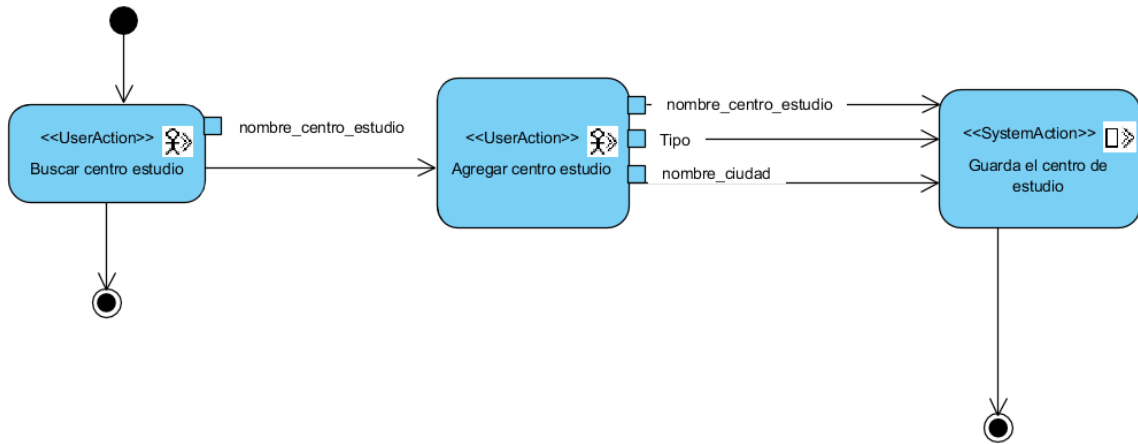 <<UserAction>>
Buscar centro estudio
nombre_centro_estudio
<<UserAction>>
Agregar centro estudio
nombre_centro_estudio
Tipo
nombre_ciudad
<<SystemAction>>
Guarda el centro de
estudio